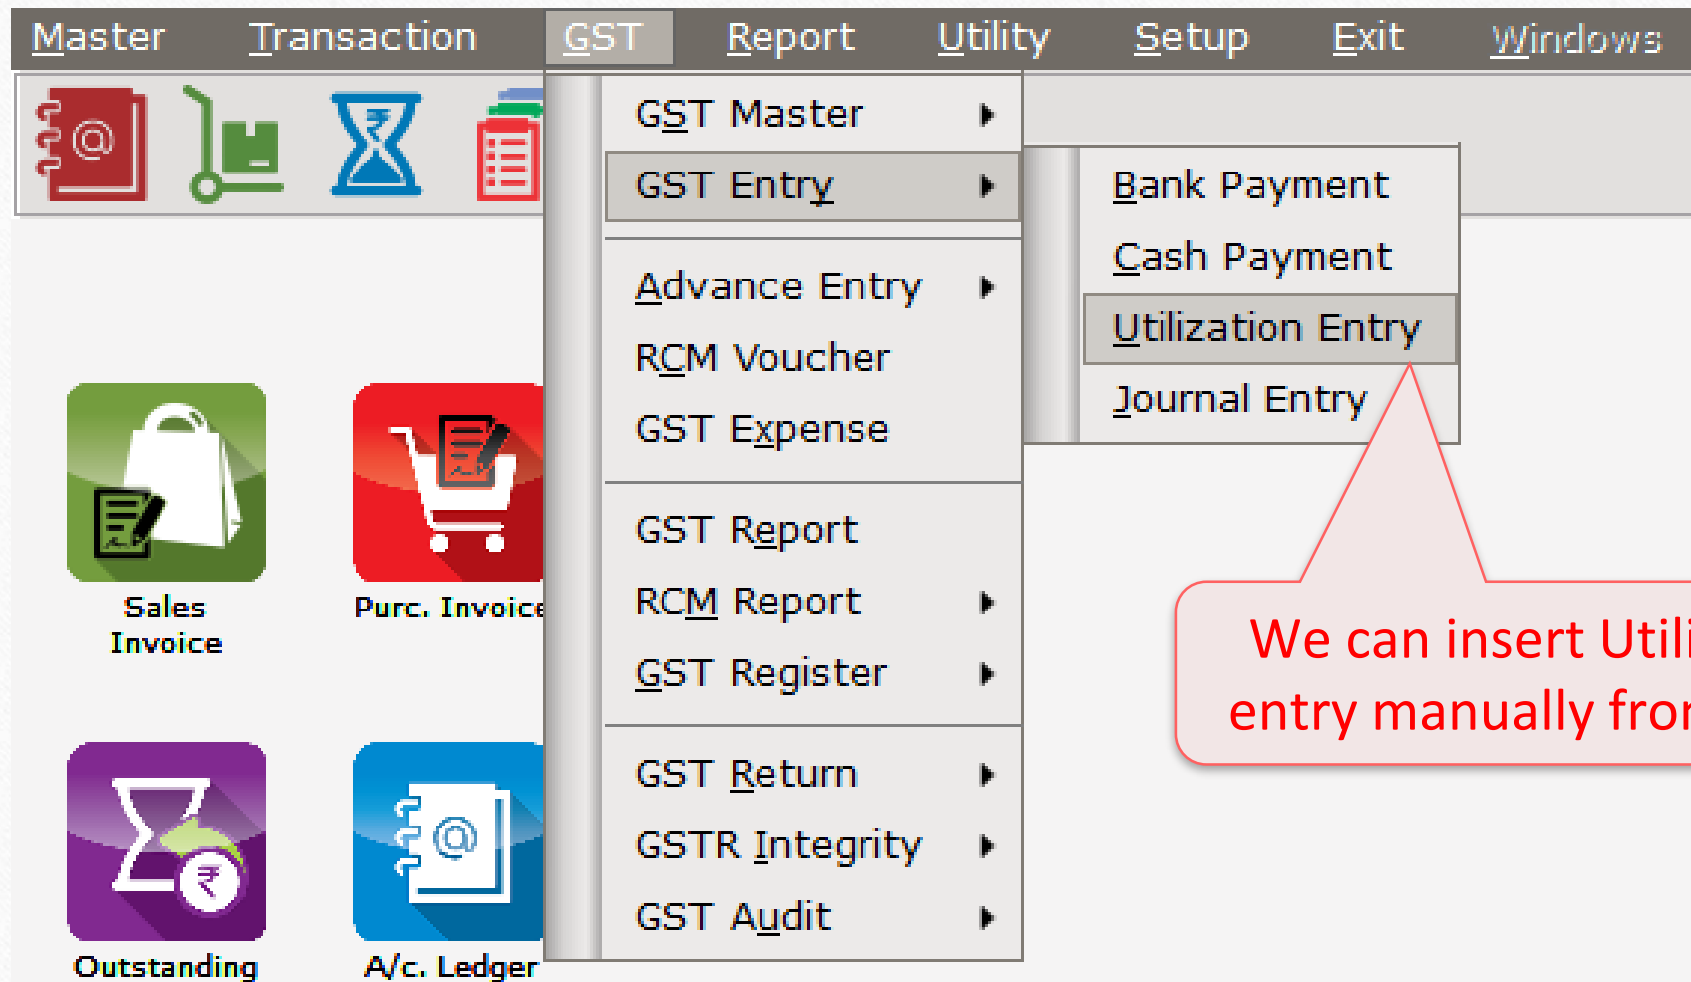 Master Transaction GST Report Utility Setup Exit Windows
GST Master
GST Entry
Advance Entry
RCM Voucher
GST Expense
GST Report
RCM Report
GST Register
GST Return
GSTR Integrity
GST Audit
Bank Payment
Cash Payment
Utilization Entry
Journal Entry
Sales
Invoice
Purc. Invoice
Outstanding
A/c. Ledger
We can insert
entry manually